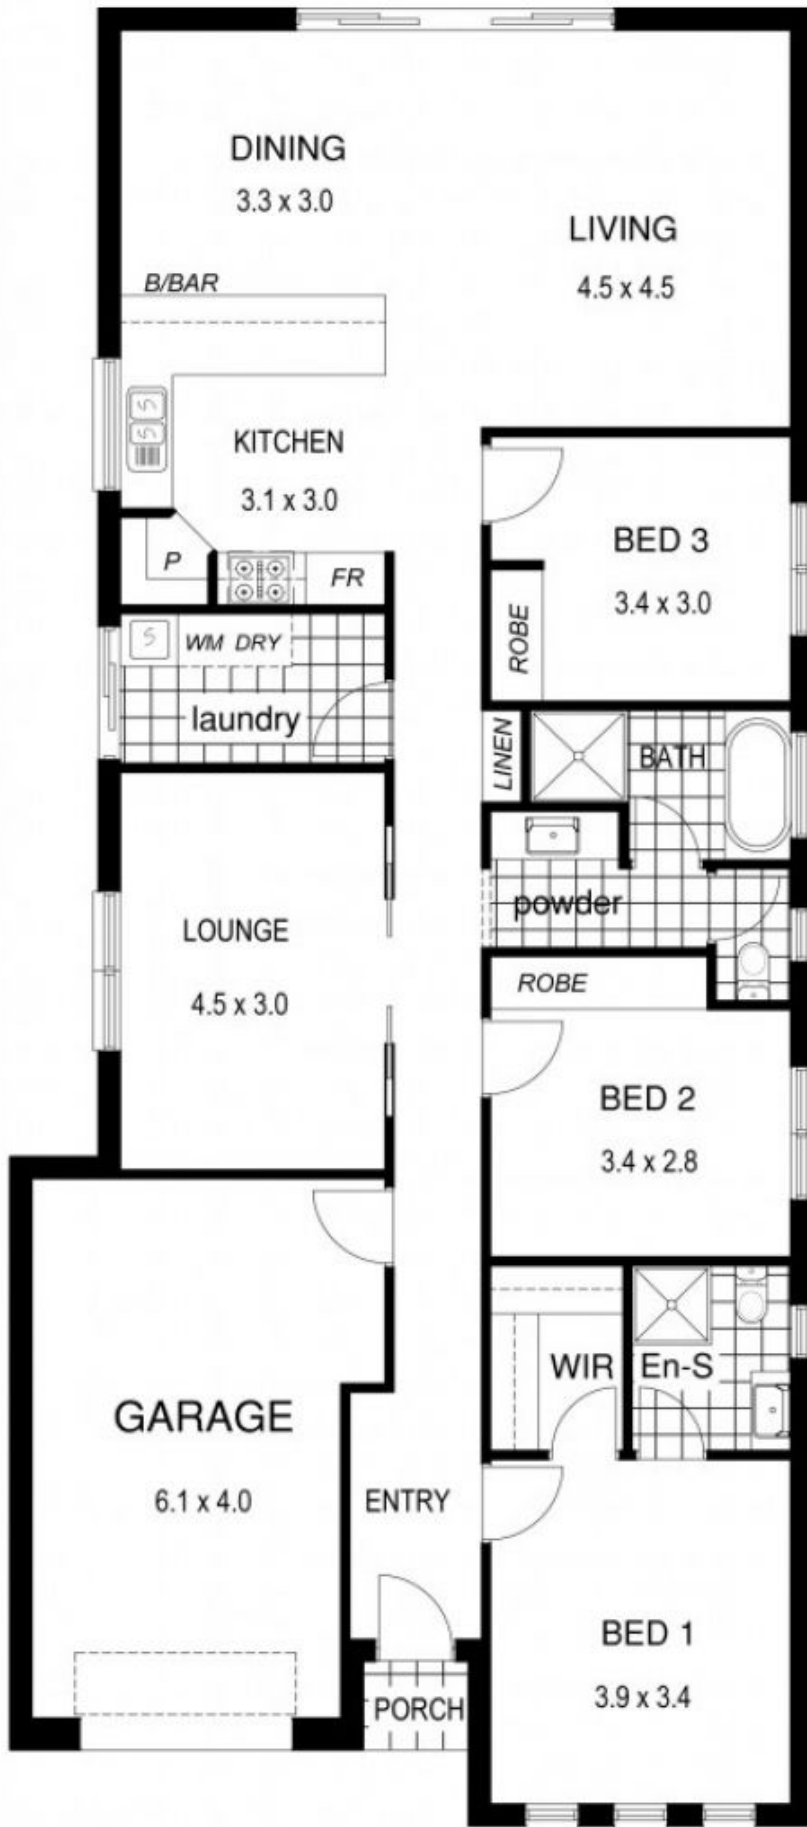 DINING
3.3 x 3.0
LIVING
4.5 x 4.5
B/BAR
KITCHEN
3.1 x 3.0
BED 3
3.4 x 3.0
P
FR
ROBE
S
S
S
WM DRY
laundry
LINEN
BATH
powder
LOUNGE
4.5 x 3.0
ROBE
BED 2
3.4 x 2.8
WIR
En-S
GARAGE
6.1 x 4.0
ENTRY
BED 1
3.9 x 3.4
PORCH